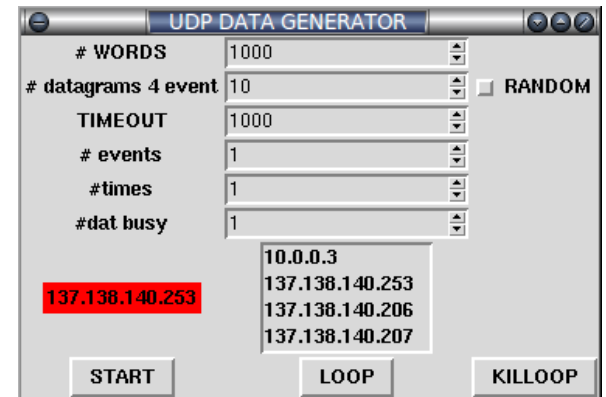 UDP DATA GENERATOR
# WORDS 1000
# datagrams 4 event 10 RANDOM
TIMEOUT 1000
# events 1
#times 1
#dat busy 1
10.0.0.3
137.138.140.253
137.138.140.253
137.138.140.206
137.138.140.207
START LOOP KILLOOP